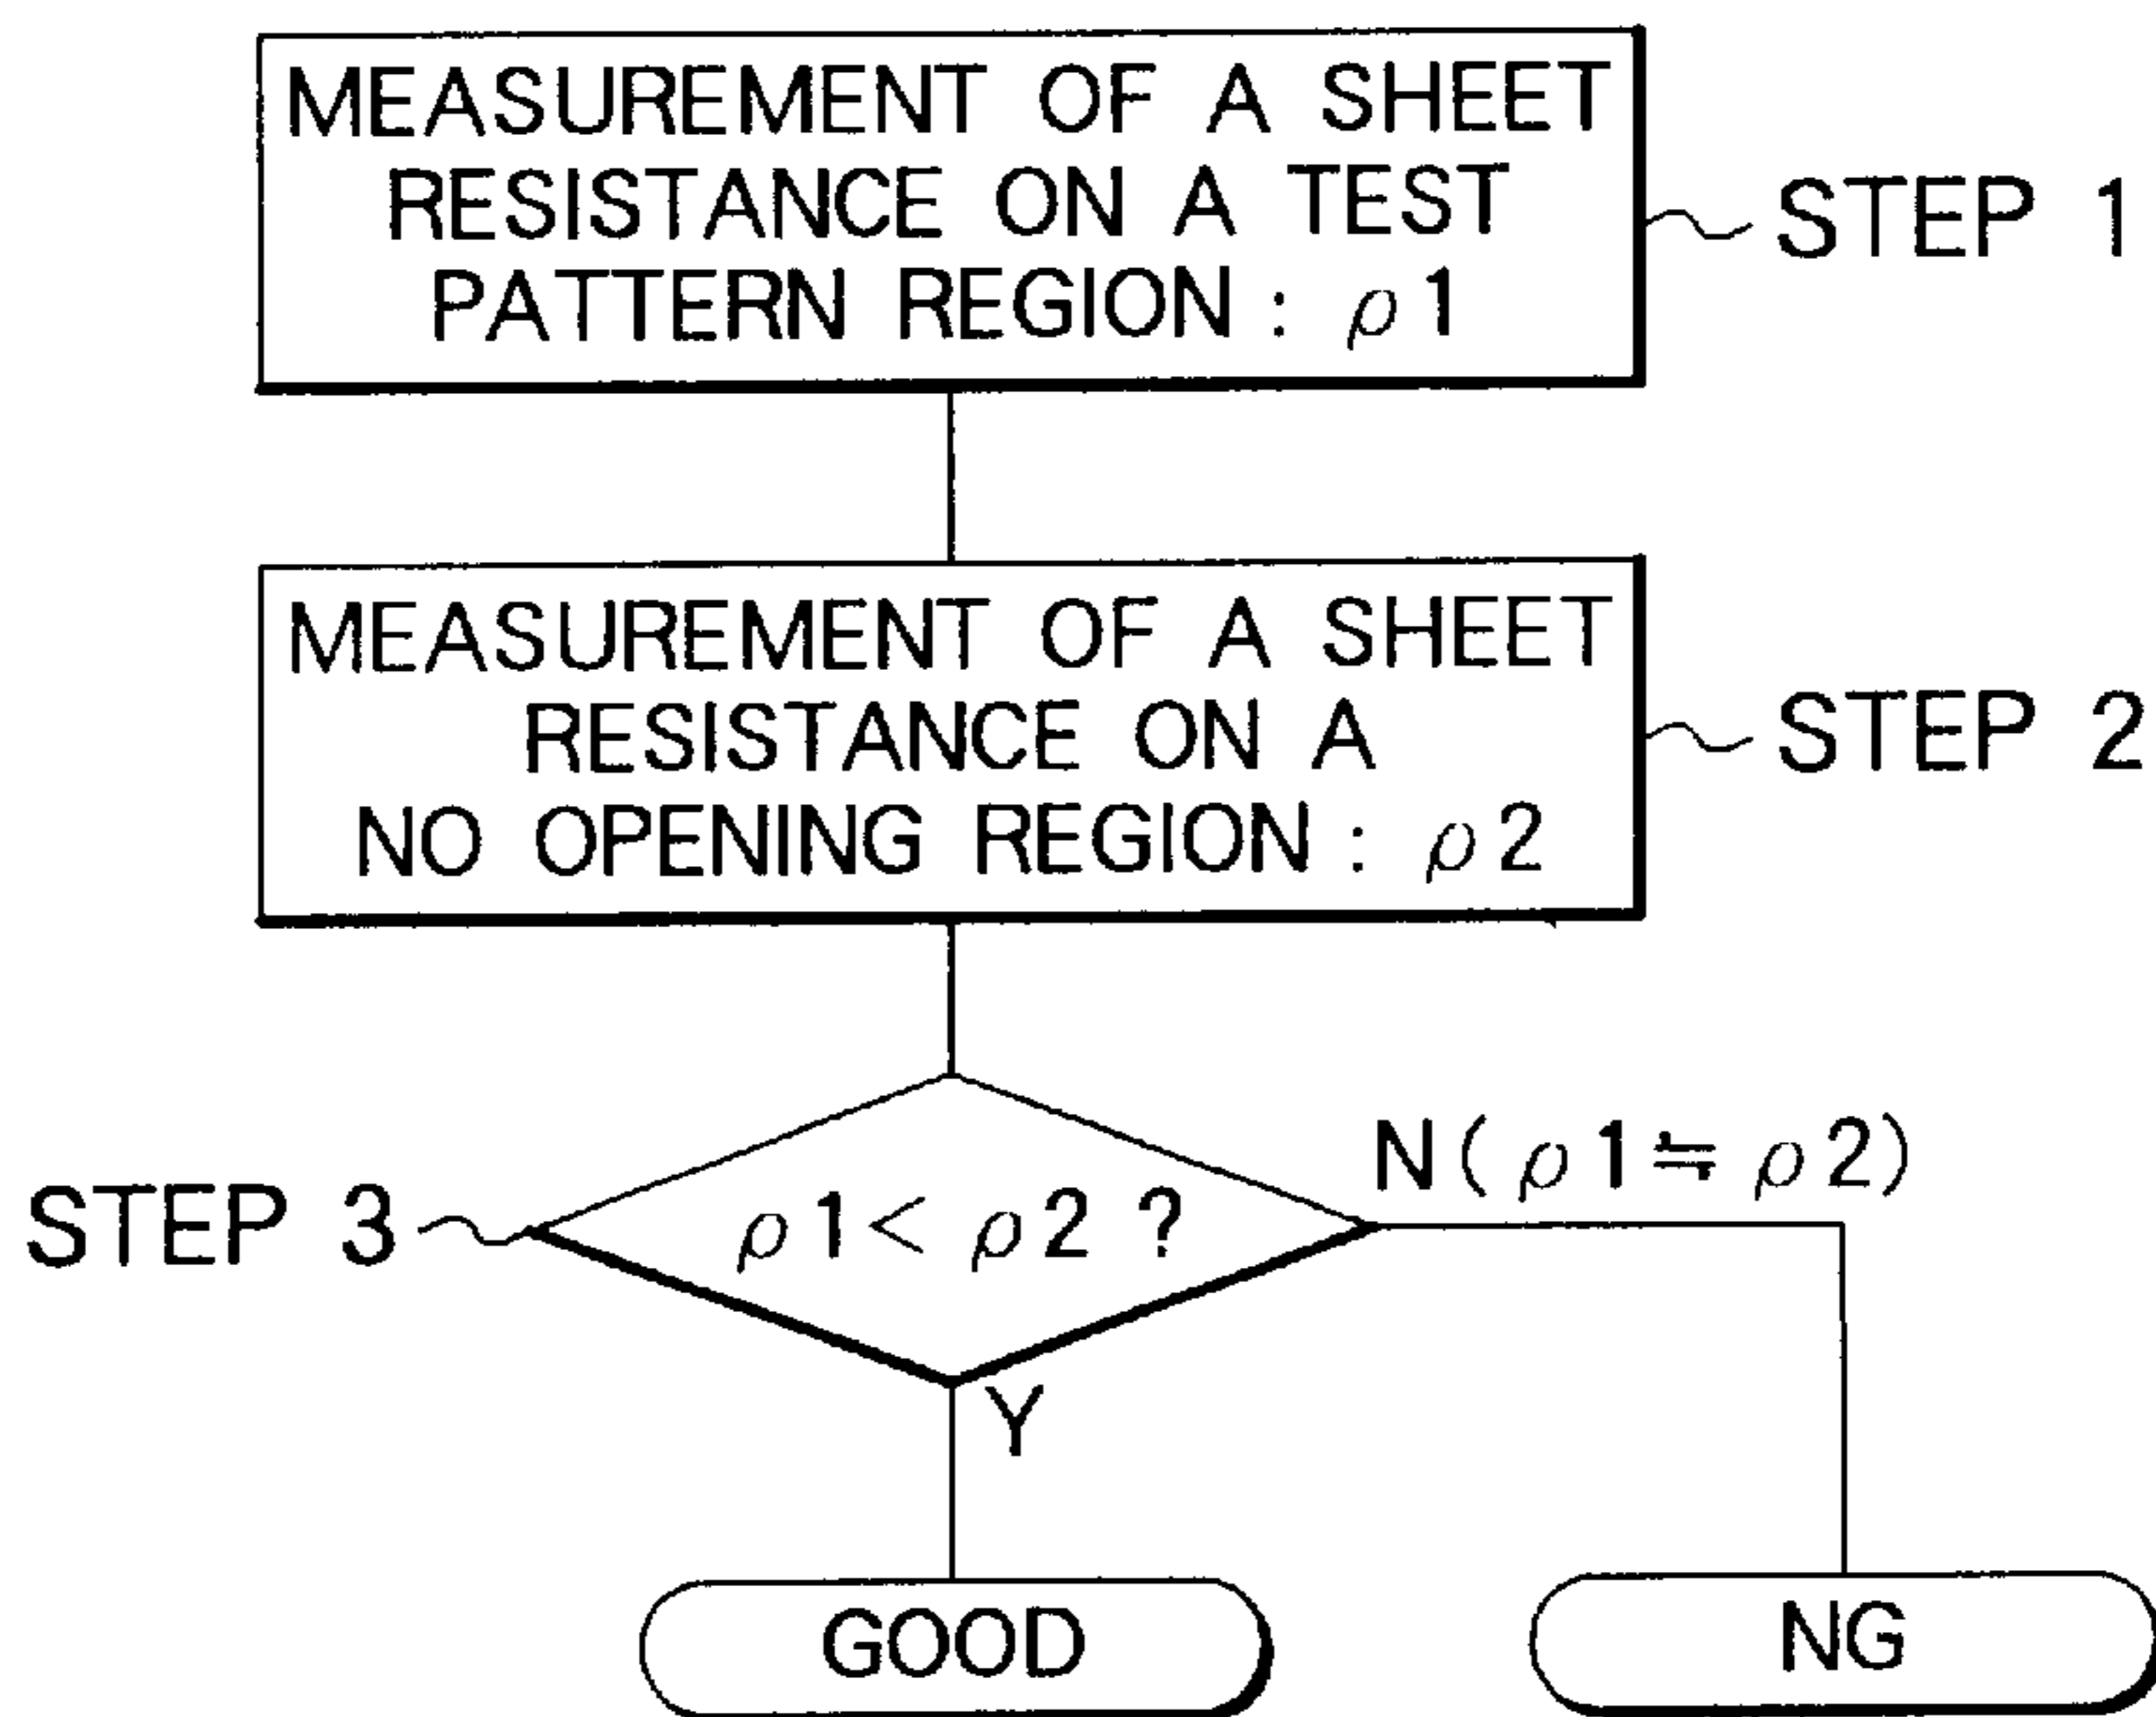 MEASUREMENT OF A SHEET
RESISTANCE ON A TEST
PATTERN REGION : ρ1
STEP 1
MEASUREMENT OF A SHEET
RESISTANCE ON A
NO OPENING REGION : ρ2
STEP 2
N(ρ1≒ρ2)
STEP 3
ρ1< ρ2 ?
Y
GOOD
NG